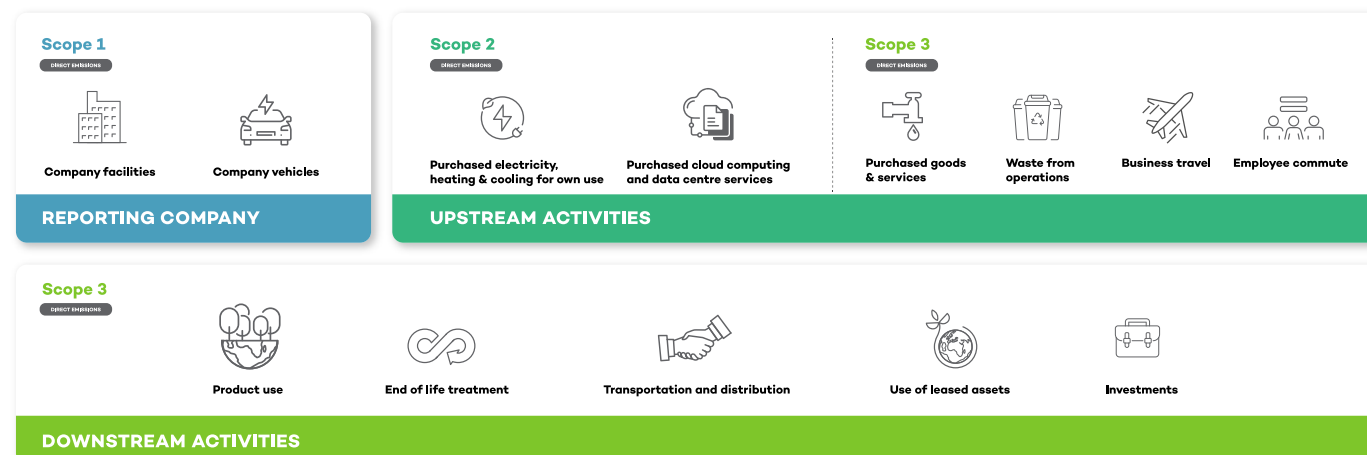 Scope 1
DIRECT EMISSIONS
Company facilities
Company vehicles
REPORTING COMPANY
Scope 2
DIRECT EMISSIONS
Purchased electricity,
heating & cooling for own use
Purchased cloud computing
and data centre services
Scope 3
DIRECT EMISSIONS
Purchased goods
& services
Waste from
operations
Business travel
Employee commute
UPSTREAM ACTIVITIES
Scope 3
DIRECT EMISSIONS
Product use
End of life treatment
Transportation and distribution
Use of leased assets
Investments
DOWNSTREAM ACTIVITIES